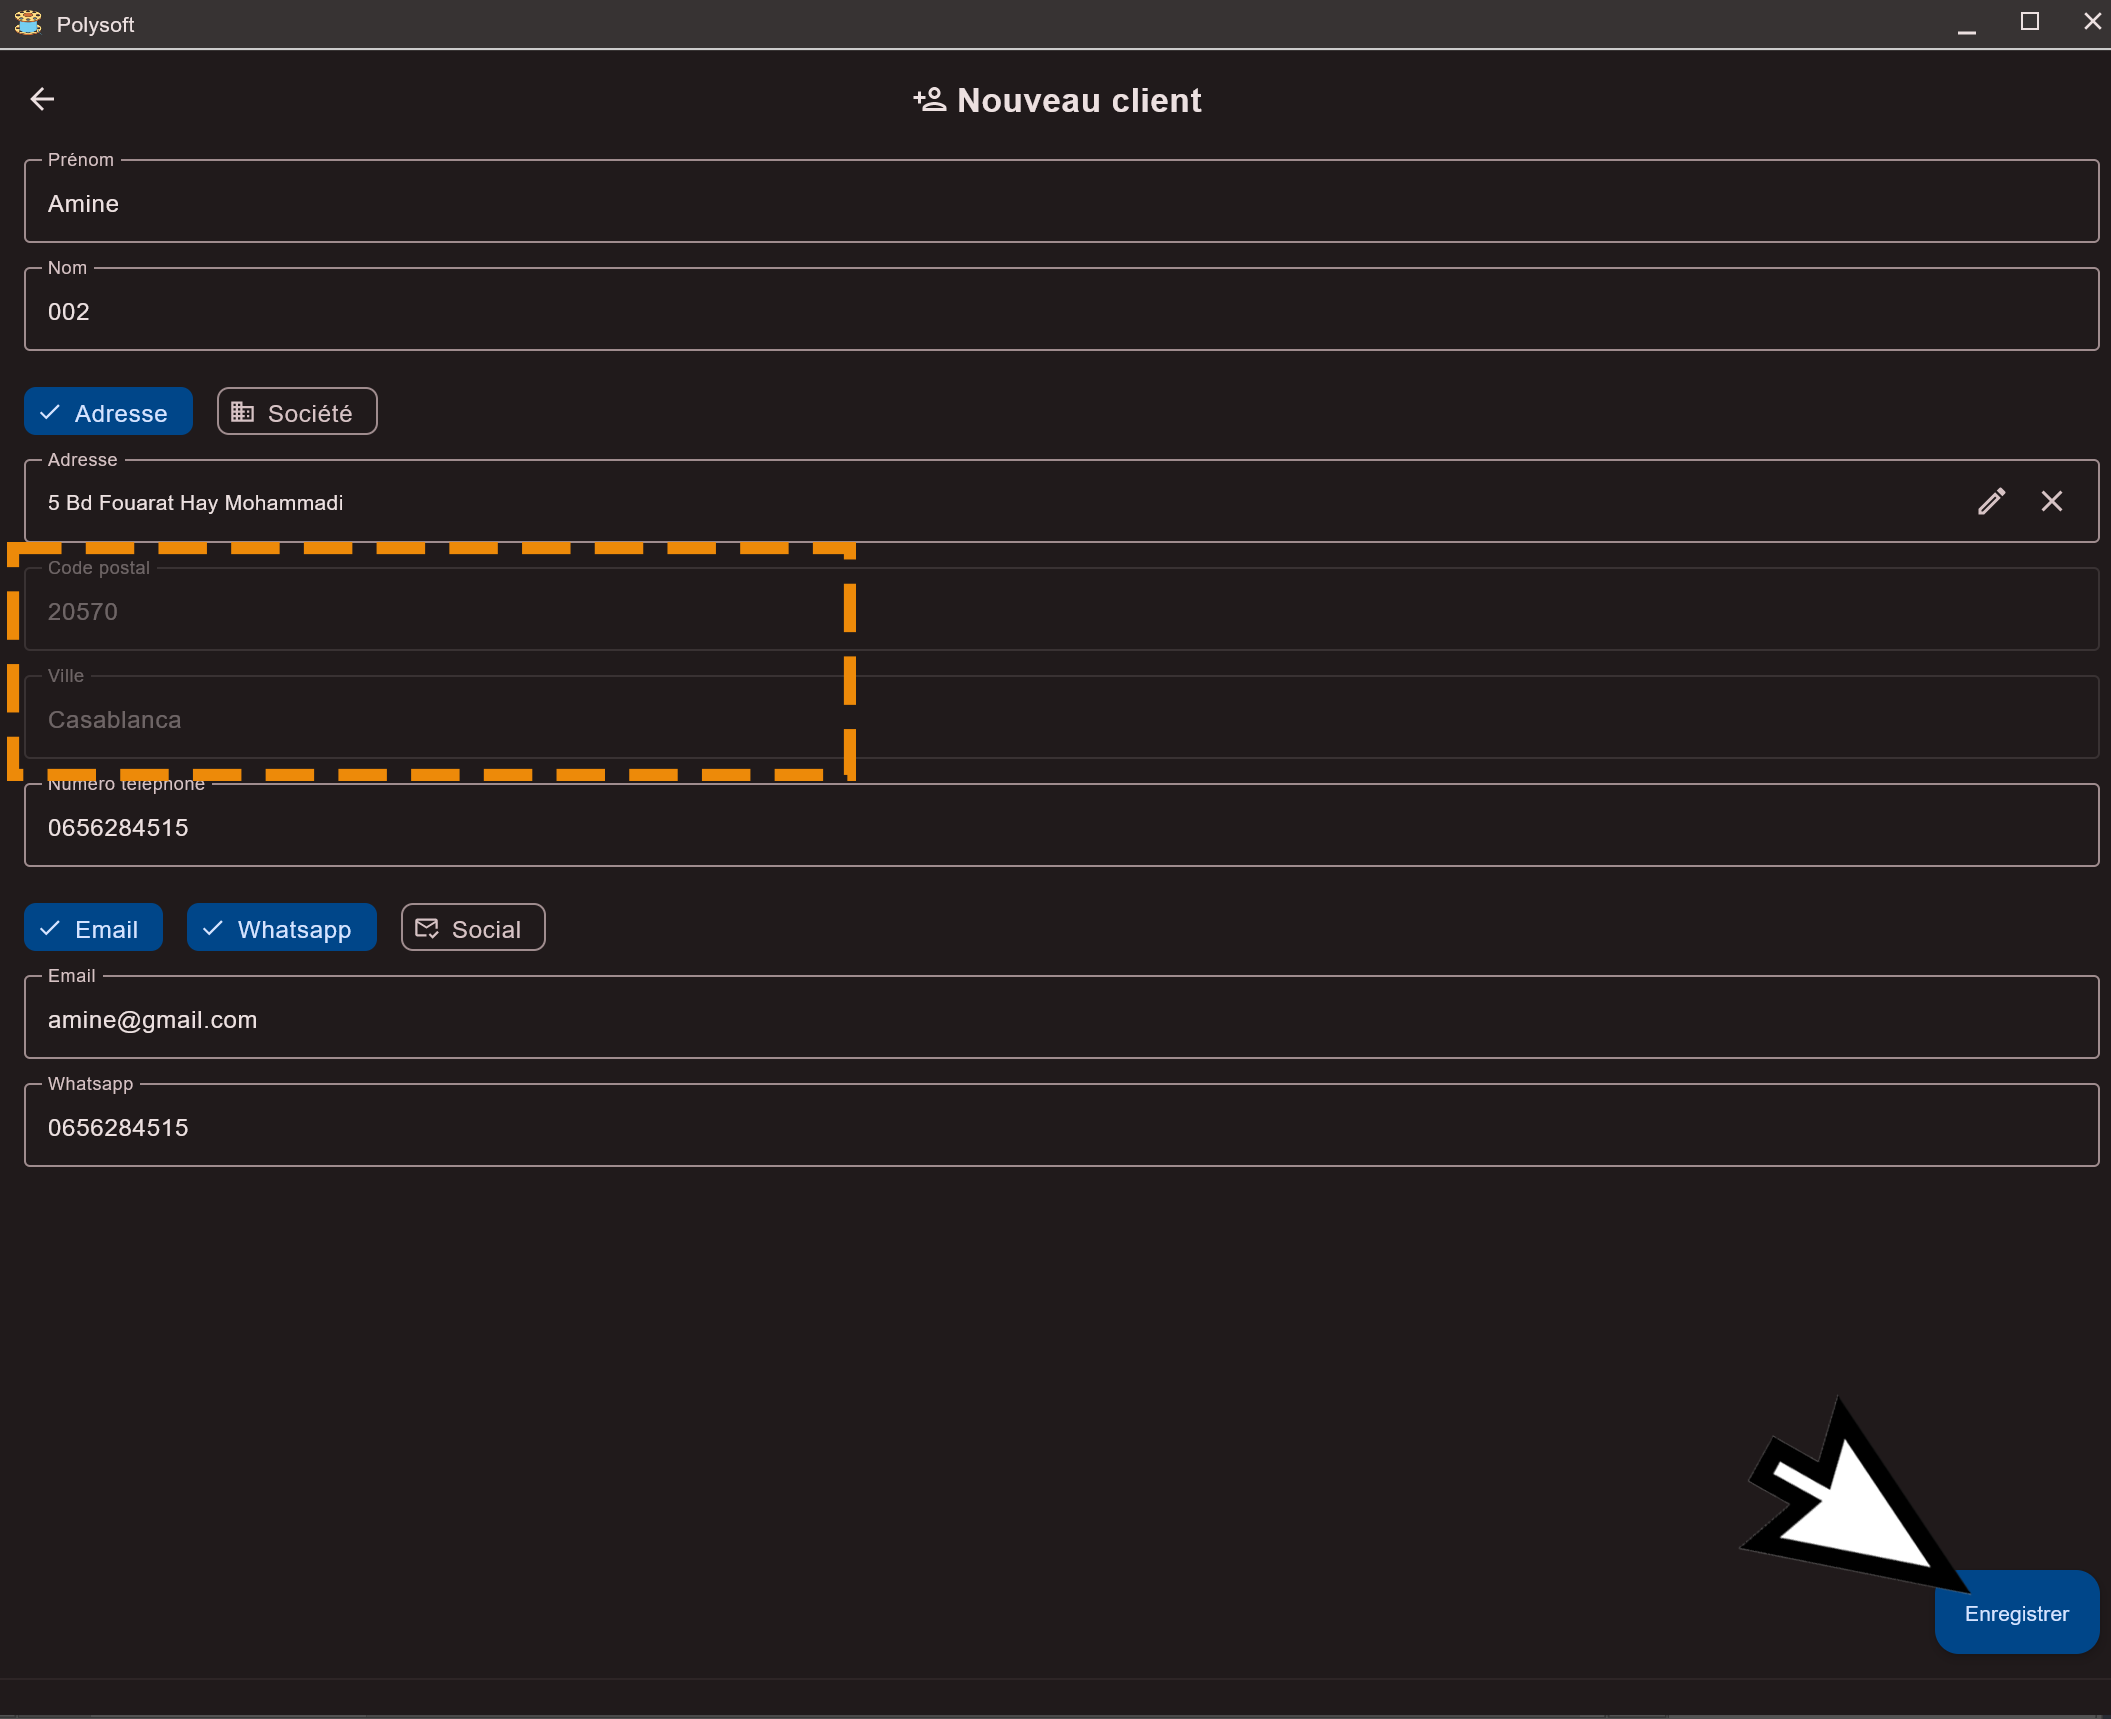 Polysoft
Nouveau client
Prénom
Amine
Nom
002
Adresse
Société
Adresse
5 Bd Fouarat Hay Mohammadi
Code postal
20570
Ville
Casablanca
Numéro téléphone
0656284515
Email
Whatsapp
Social
Email
amine@gmail.com
Whatsapp
0656284515
Enregistrer